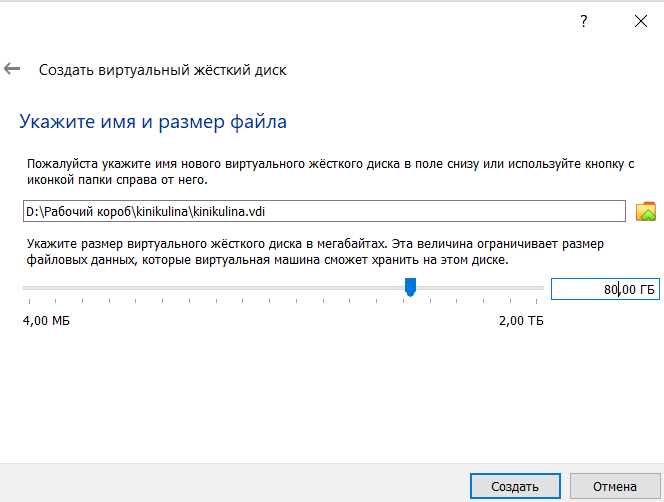 ?
Создать виртуальный жёсткий диск
Укажите имя и размер файла
Пожалуйста укажите имя нового виртуального жёсткого диска в поле снизу или используйте кнопку с
иконкой папки справа от него.
D:\Рабочий короб\kinikulina\kinikulina.vdi
Укажите размер виртуального жёсткого диска в мегабайтах. Эта величина ограничивает размер
файловых данных, которые виртуальная машина сможет хранить на этом диске.
80,00 ГБ
4,00 МБ 2,00 ТБ
Создать Отмена